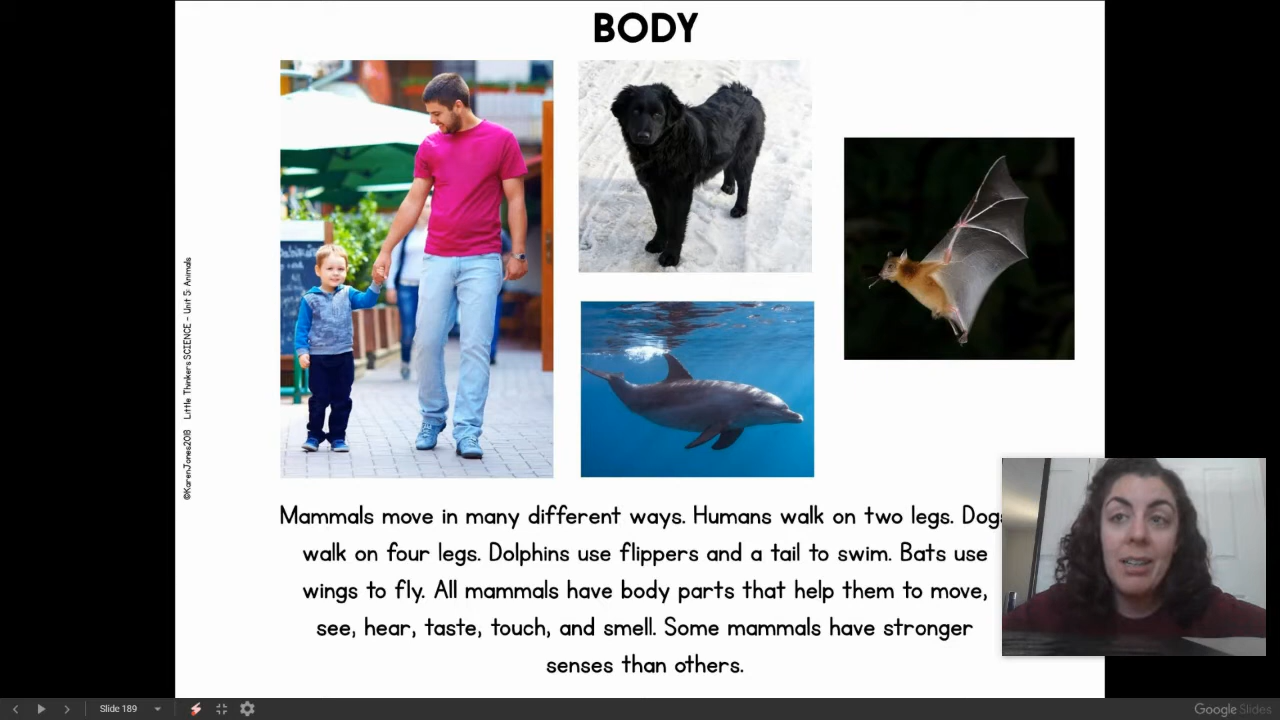 BODY
©KarenJones2018 Little Thinkers SCIENCE - Unit 5: Animals
Mammals move in many different ways. Humans walk on two legs. Dogs
walk on four legs. Dolphins use flippers and a tail to swim. Bats use
wings to fly. All mammals have body parts that help them to move,
see, hear, taste, touch, and smell. Some mammals have stronger
senses than others.
Slide 189
Google Slides